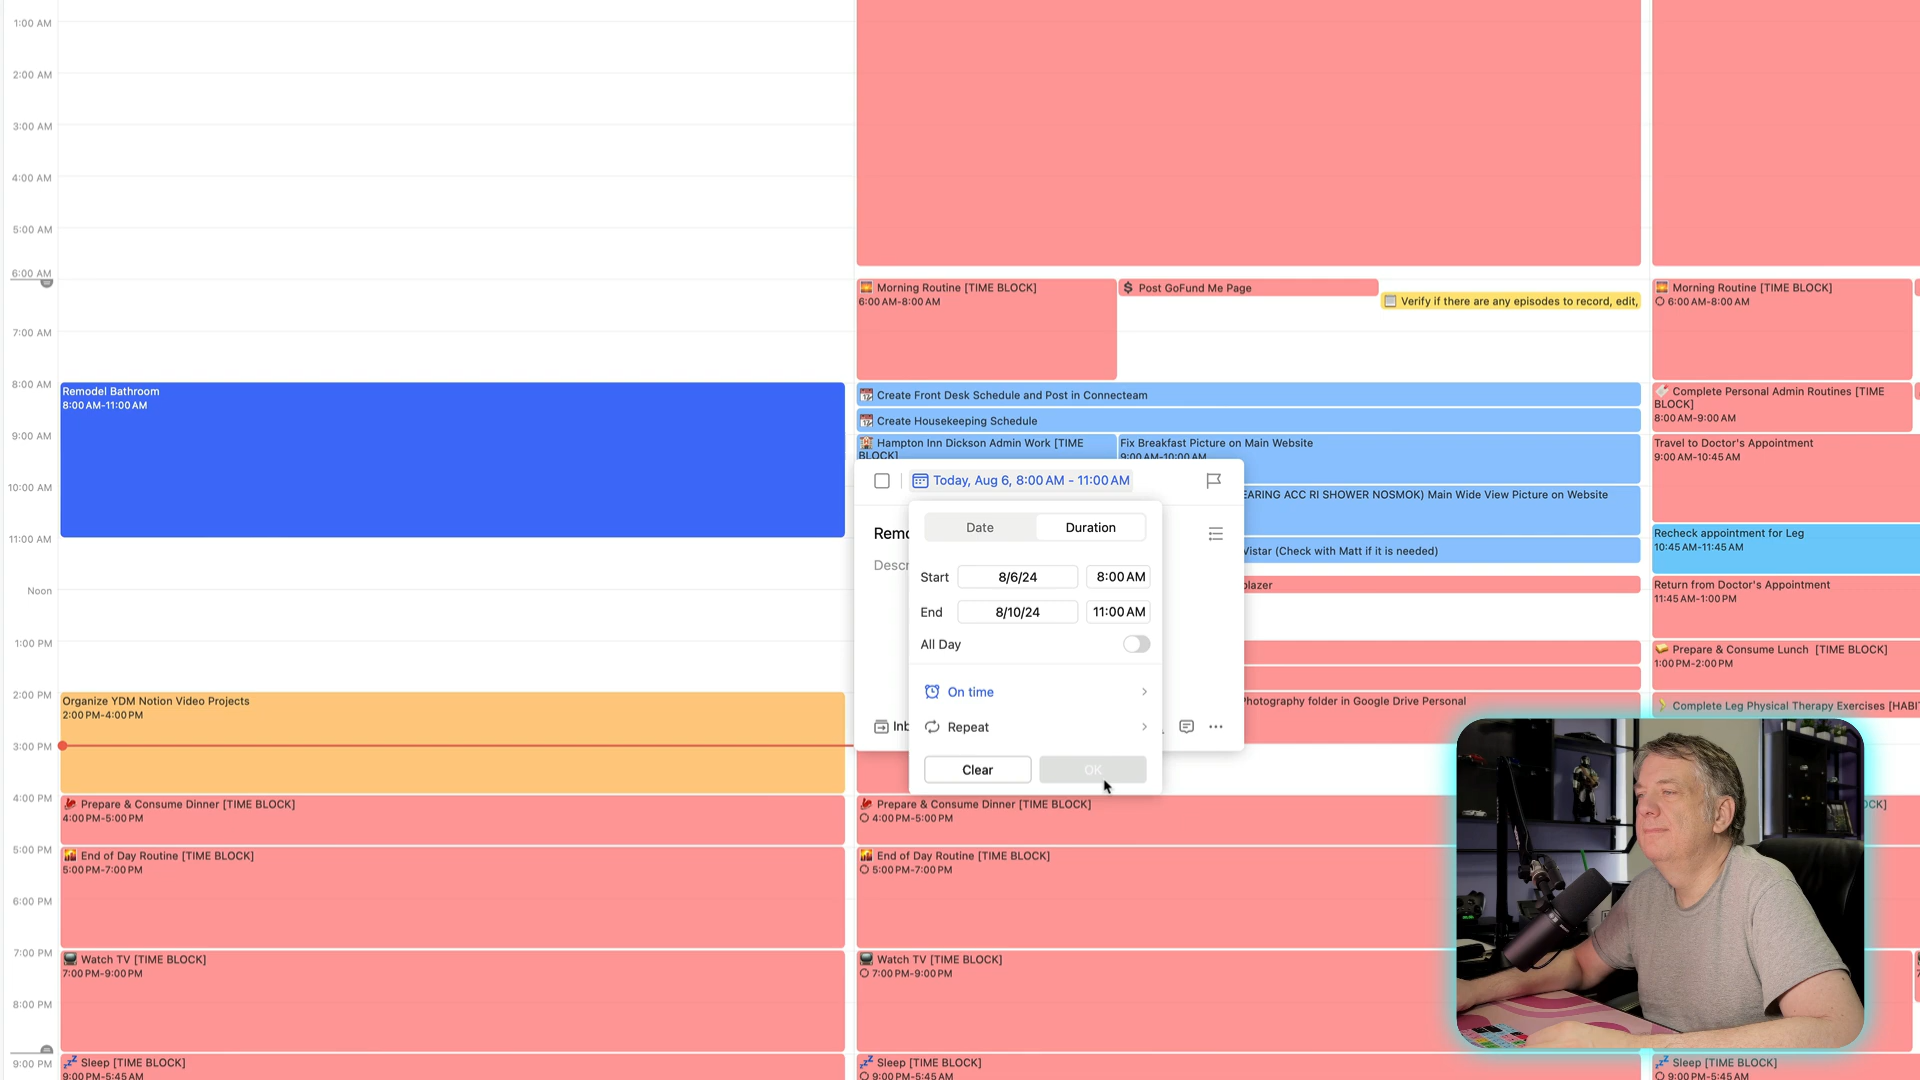 1:00 AM
2:00 AM
3:00 AM
4:00 AM
5:00 AM
6:00 AM
7:00 AM
8:00 AM
9:00 AM
10:00 AM
11:00 AM
Noon
1:00 PM
2:00 PM
3:00 PM
4:00 PM
5:00 PM
6:00 PM
7:00 PM
8:00 PM
9:00 PM
Remodel Bathroom
8:00 AM-11:00 AM
Organize YDM Notion Video Projects
2:00 PM-4:00 PM
Prepare & Consume Dinner [TIME BLOCK]
4:00 PM-5:00 PM
End of Day Routine [TIME BLOCK]
5:00 PM-7:00 PM
Watch TV [TIME BLOCK]
7:00 PM-9:00 PM
Sleep [TIME BLOCK]
9:00 PM-5:45 AM
Morning Routine [TIME BLOCK]
6:00 AM-8:00 AM
Post GoFund Me Page
Verify if there are any episodes to record, edit,
Create Front Desk Schedule and Post in Connecteam
Create Housekeeping Schedule
Hampton Inn Dickson Admin Work [TIME
BLOCK]
Fix Breakfast Picture on Main Website
9:00 AM-10:00 AM
EARING ACC RI SHOWER NOSMOK) Main Wide View Picture on Website
Vistar (Check with Matt if it is needed)
blazer
Photography folder in Google Drive Personal
Today, Aug 6, 8:00 AM - 11:00 AM
Remo
Descr
Date
Duration
Start
8/6/24
8:00 AM
End
8/10/24
11:00 AM
All Day
On time
Repeat
Inb
Clear
OK
Prepare & Consume Dinner [TIME BLOCK]
4:00 PM-5:00 PM
End of Day Routine [TIME BLOCK]
5:00 PM-7:00 PM
Watch TV [TIME BLOCK]
7:00 PM-9:00 PM
Sleep [TIME BLOCK]
9:00 PM-5:45 AM
Morning Routine [TIME BLOCK]
6:00 AM-8:00 AM
Complete Personal Admin Routines [TIME
BLOCK]
8:00 AM-9:00 AM
Travel to Doctor's Appointment
9:00 AM-10:45 AM
Recheck appointment for Leg
10:45 AM-11:45 AM
Return from Doctor's Appointment
11:45 AM-1:00 PM
Prepare & Consume Lunch [TIME BLOCK]
1:00 PM-2:00 PM
Complete Leg Physical Therapy Exercises [HABI
OCK]
Sleep [TIME BLOCK]
9:00 PM-5:45 AM